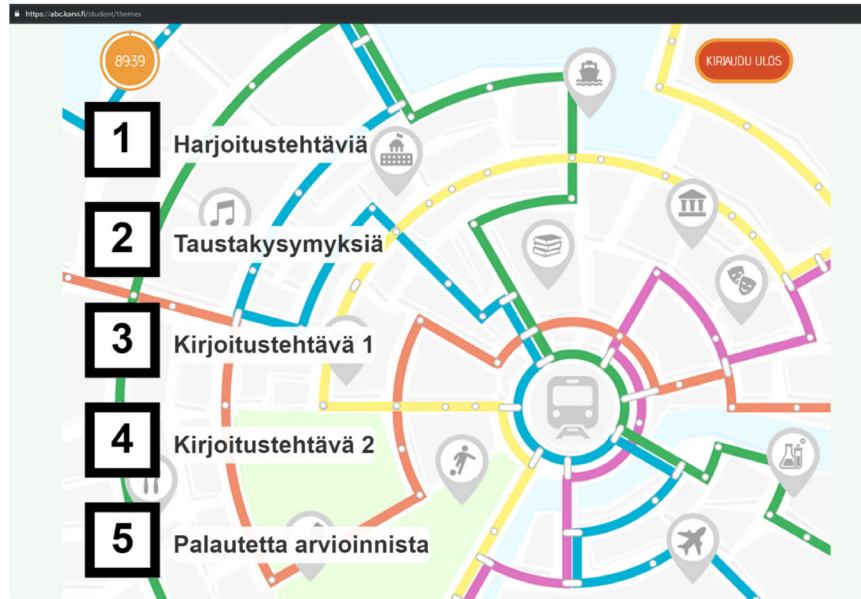 https://abc.karvi.fi/student/themes
8939
KIRJAUDU ULOS
1
Harjoitustehtäviä
2
Taustakysymyksiä
3
Kirjoitustehtävä 1
4
Kirjoitustehtävä 2
5
Palautetta arvioinnista